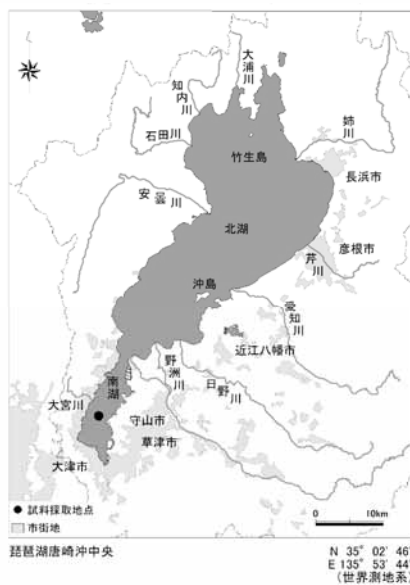 大浦川
知内川
石田川
姉川
竹生島
長浜市
安曇川
北湖
彦根市
芹川
沖島
愛知川
近江八幡市
野洲川
日野川
南湖
大宮川
守山市
草津市
大津市
● 試料採取地点
市街地
0 10km
琵琶湖唐崎沖中央
N 35° 02' 46"
E 135° 53' 44"
(世界測地系)